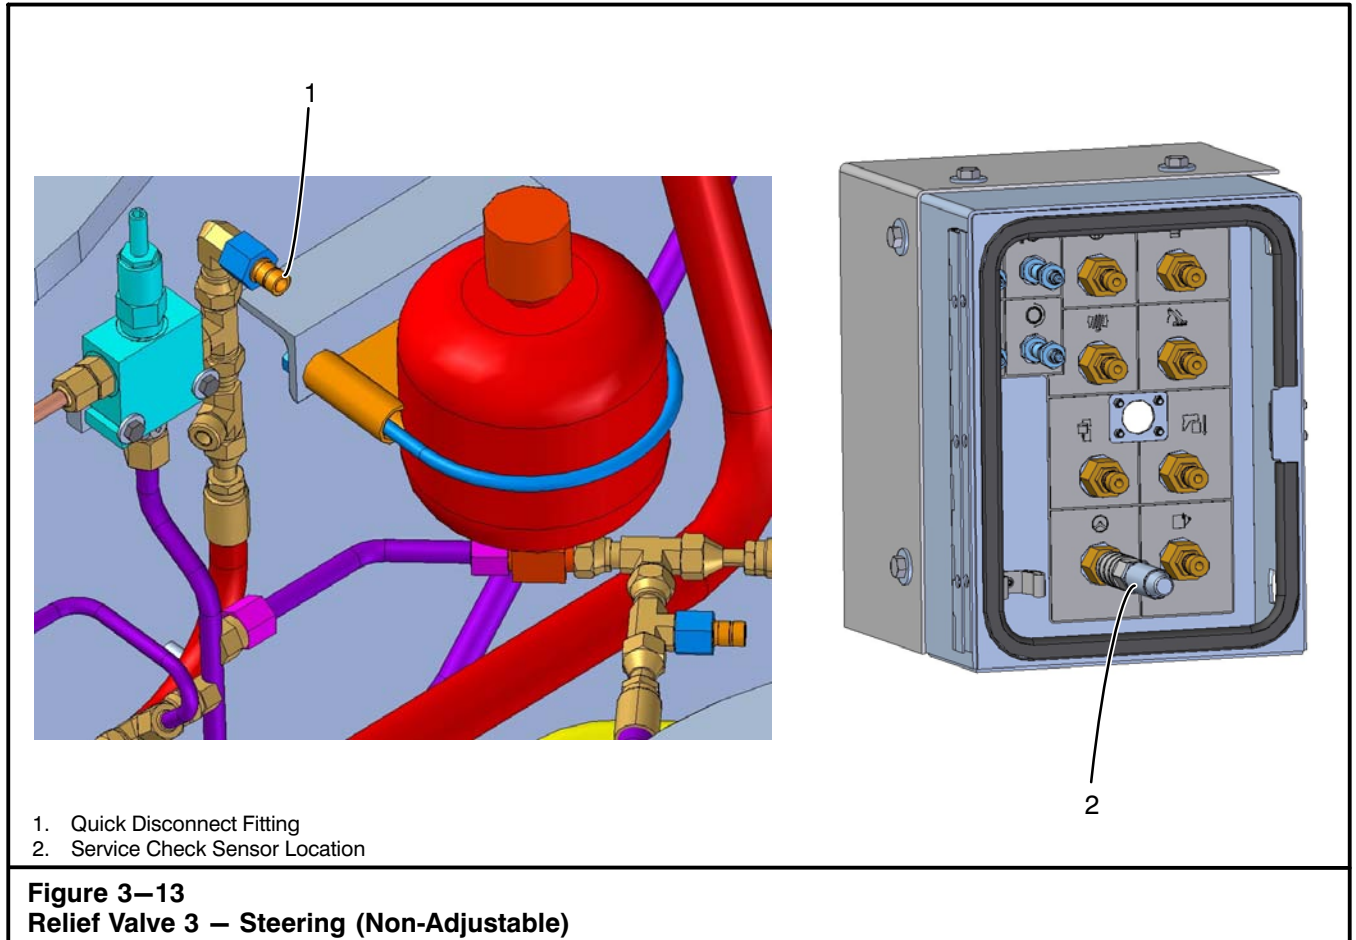 1
2
1. Quick Disconnect Fitting
2. Service Check Sensor Location
Figure 3–13
Relief Valve 3 – Steering (Non-Adjustable)